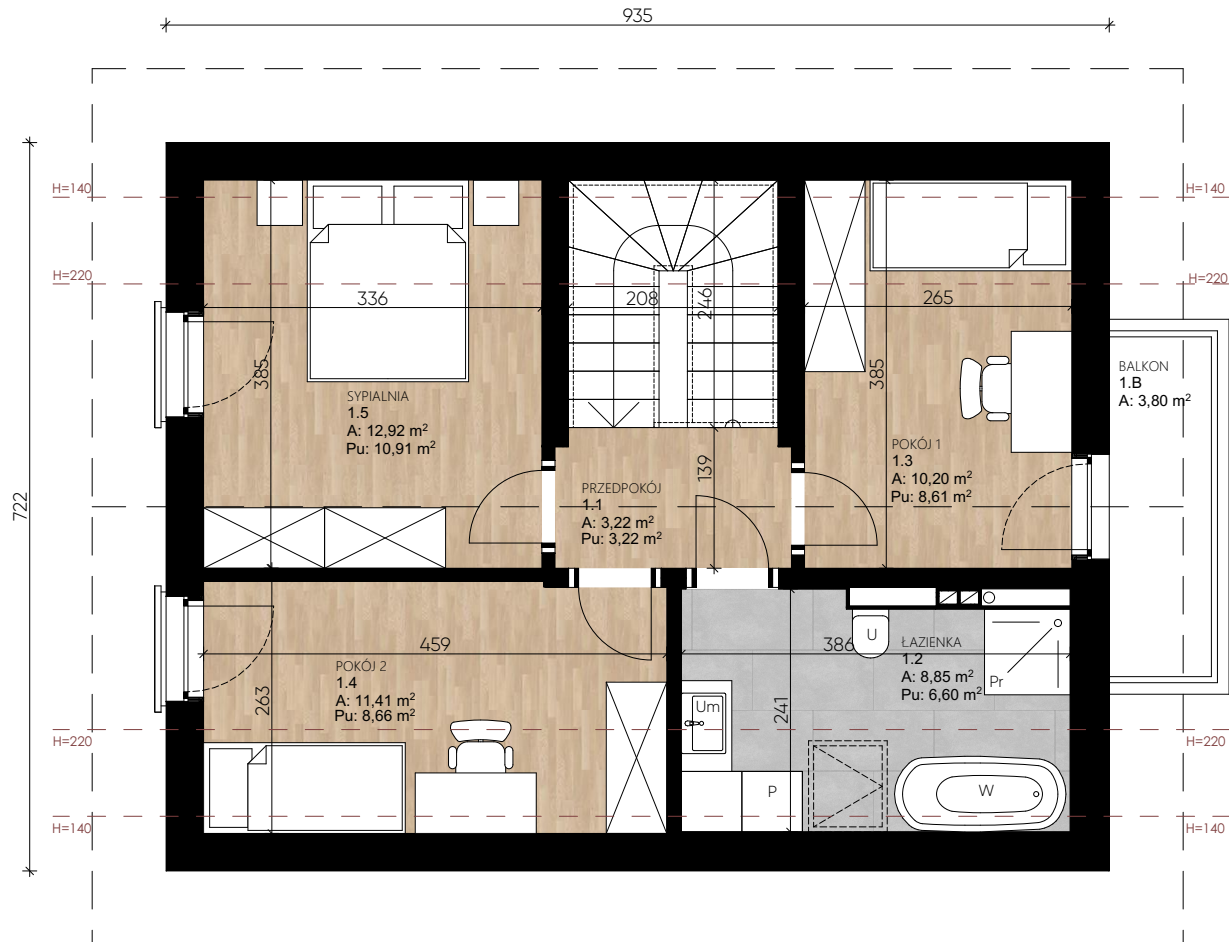 935
722
H=140
H=140
H=220
H=220
336
208
246
265
385
385
SYPIALNIA
1.5
A: 12,92 m²
Pu: 10,91 m²
BALKON
1.B
A: 3,80 m²
POKÓJ 1
1.3
A: 10,20 m²
Pu: 8,61 m²
139
PRZEDPOKÓJ
1.1
A: 3,22 m²
Pu: 3,22 m²
459
386
U
ŁAZIENKA
1.2
A: 8,85 m²
Pu: 6,60 m²
POKÓJ 2
1.4
A: 11,41 m²
Pu: 8,66 m²
263
241
Pr
Um
H=220
H=220
P
W
H=140
H=140